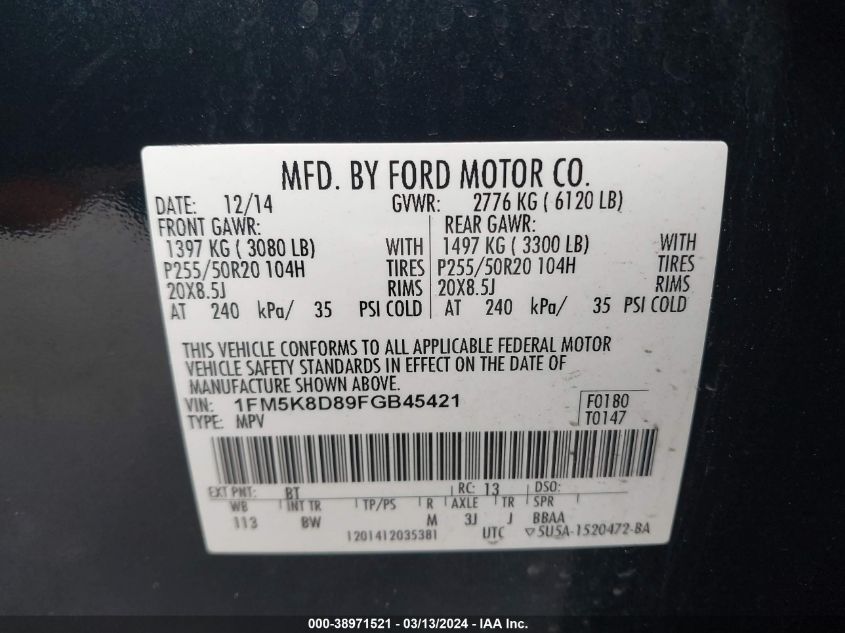 MFD. BY FORD MOTOR CO.
DATE: 12/14 GVWR: 2776 KG ( 6120 LB)
FRONT GAWR: REAR GAWR:
1397 KG ( 3080 LB) WITH 1497 KG ( 3300 LB) WITH
P255/50R20 104H TIRES P255/50R20 104H TIRES
20X8.5J RIMS 20X8.5J RIMS
AT 240 kPa/ 35 PSI COLD AT 240 kPa/ 35 PSI COLD
THIS VEHICLE CONFORMS TO ALL APPLICABLE FEDERAL MOTOR
VEHICLE SAFETY STANDARDS IN EFFECT ON THE DATE OF
MANUFACTURE SHOWN ABOVE.
VIN: 1FM5K8D89FGB45421 F0180
TYPE: MPV T0147
EXT PNT: BT RC: 13 DSO:
WB INT TR TP/PS R AXLE TR SPR
113 BW M 3J J BBAA
1201412035381 UTC ▽5U5A-1520472-BA
000-38971521 - 03/13/2024 - IAA Inc.